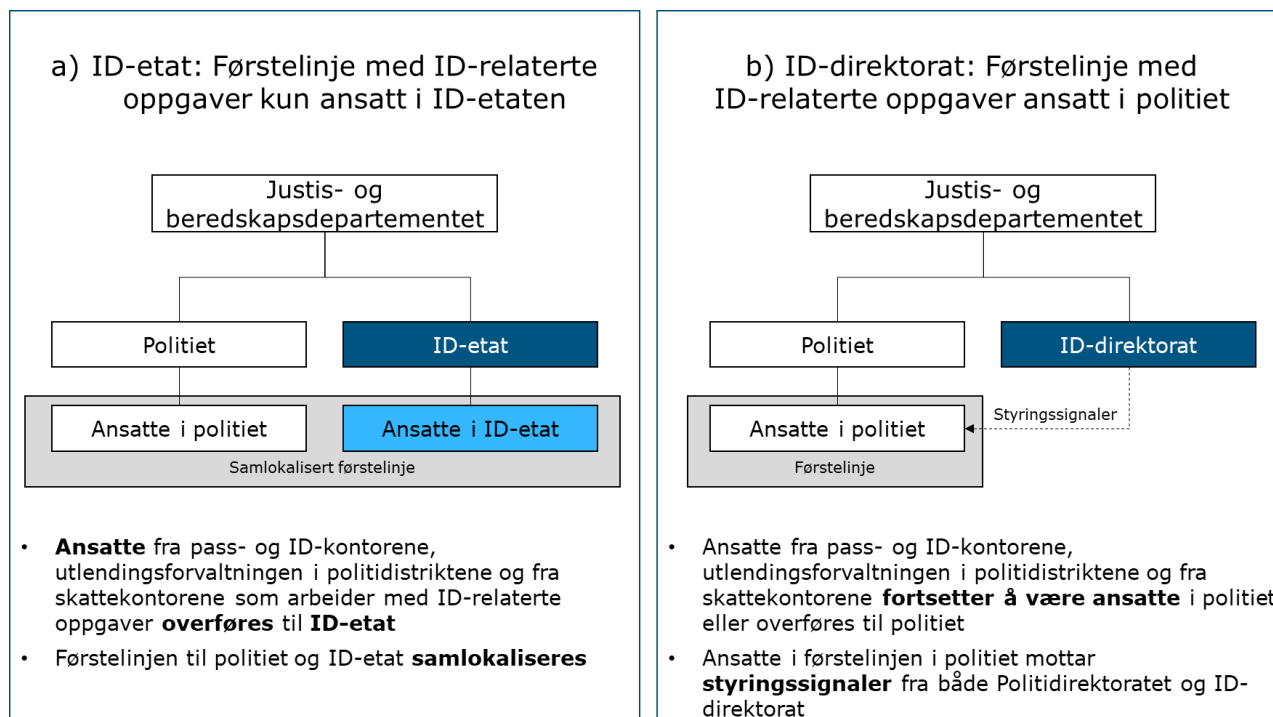 a) ID-etat: Førstelinje med ID-relaterte
oppgaver kun ansatt i ID-etaten
Justis- og
beredskapsdepartementet
Politiet
ID-etat
Ansatte i politiet
Ansatte i ID-etat
Samlokalisert førstelinje
• Ansatte fra pass- og ID-kontorene,
utlendingsforvaltningen i politidistriktene og fra
skattekontorene som arbeider med ID-relaterte
oppgaver overføres til ID-etat
• Førstelinjen til politiet og ID-etat samlokaliseres
b) ID-direktorat: Førstelinje med
ID-relaterte oppgaver ansatt i politiet
Justis- og
beredskapsdepartementet
Politiet
ID-direktorat
Styringssignaler
Ansatte i politiet
Førstelinje
• Ansatte fra pass- og ID-kontorene,
utlendingsforvaltningen i politidistriktene og fra
skattekontorene fortsetter å være ansatte i politiet
eller overføres til politiet
• Ansatte i førstelinjen i politiet mottar
styringssignaler fra både Politidirektoratet og ID-
direktorat